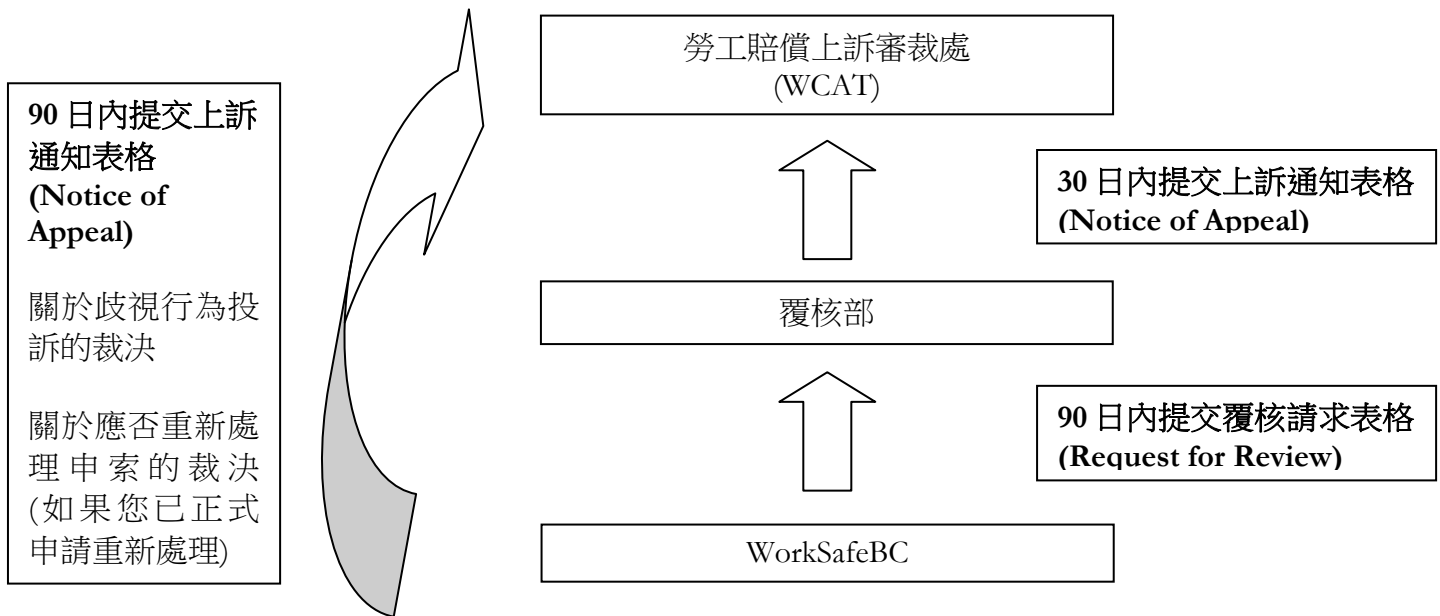 90 日內提交上訴
通知表格
(Notice of
Appeal)
關於歧視行為投
訴的裁決
關於應否重新處
理申索的裁決
(如果您已正式
申請重新處理)
勞工賠償上訴審裁處
(WCAT)
30 日內提交上訴通知表格
(Notice of Appeal)
覆核部
90 日內提交覆核請求表格
(Request for Review)
WorkSafeBC